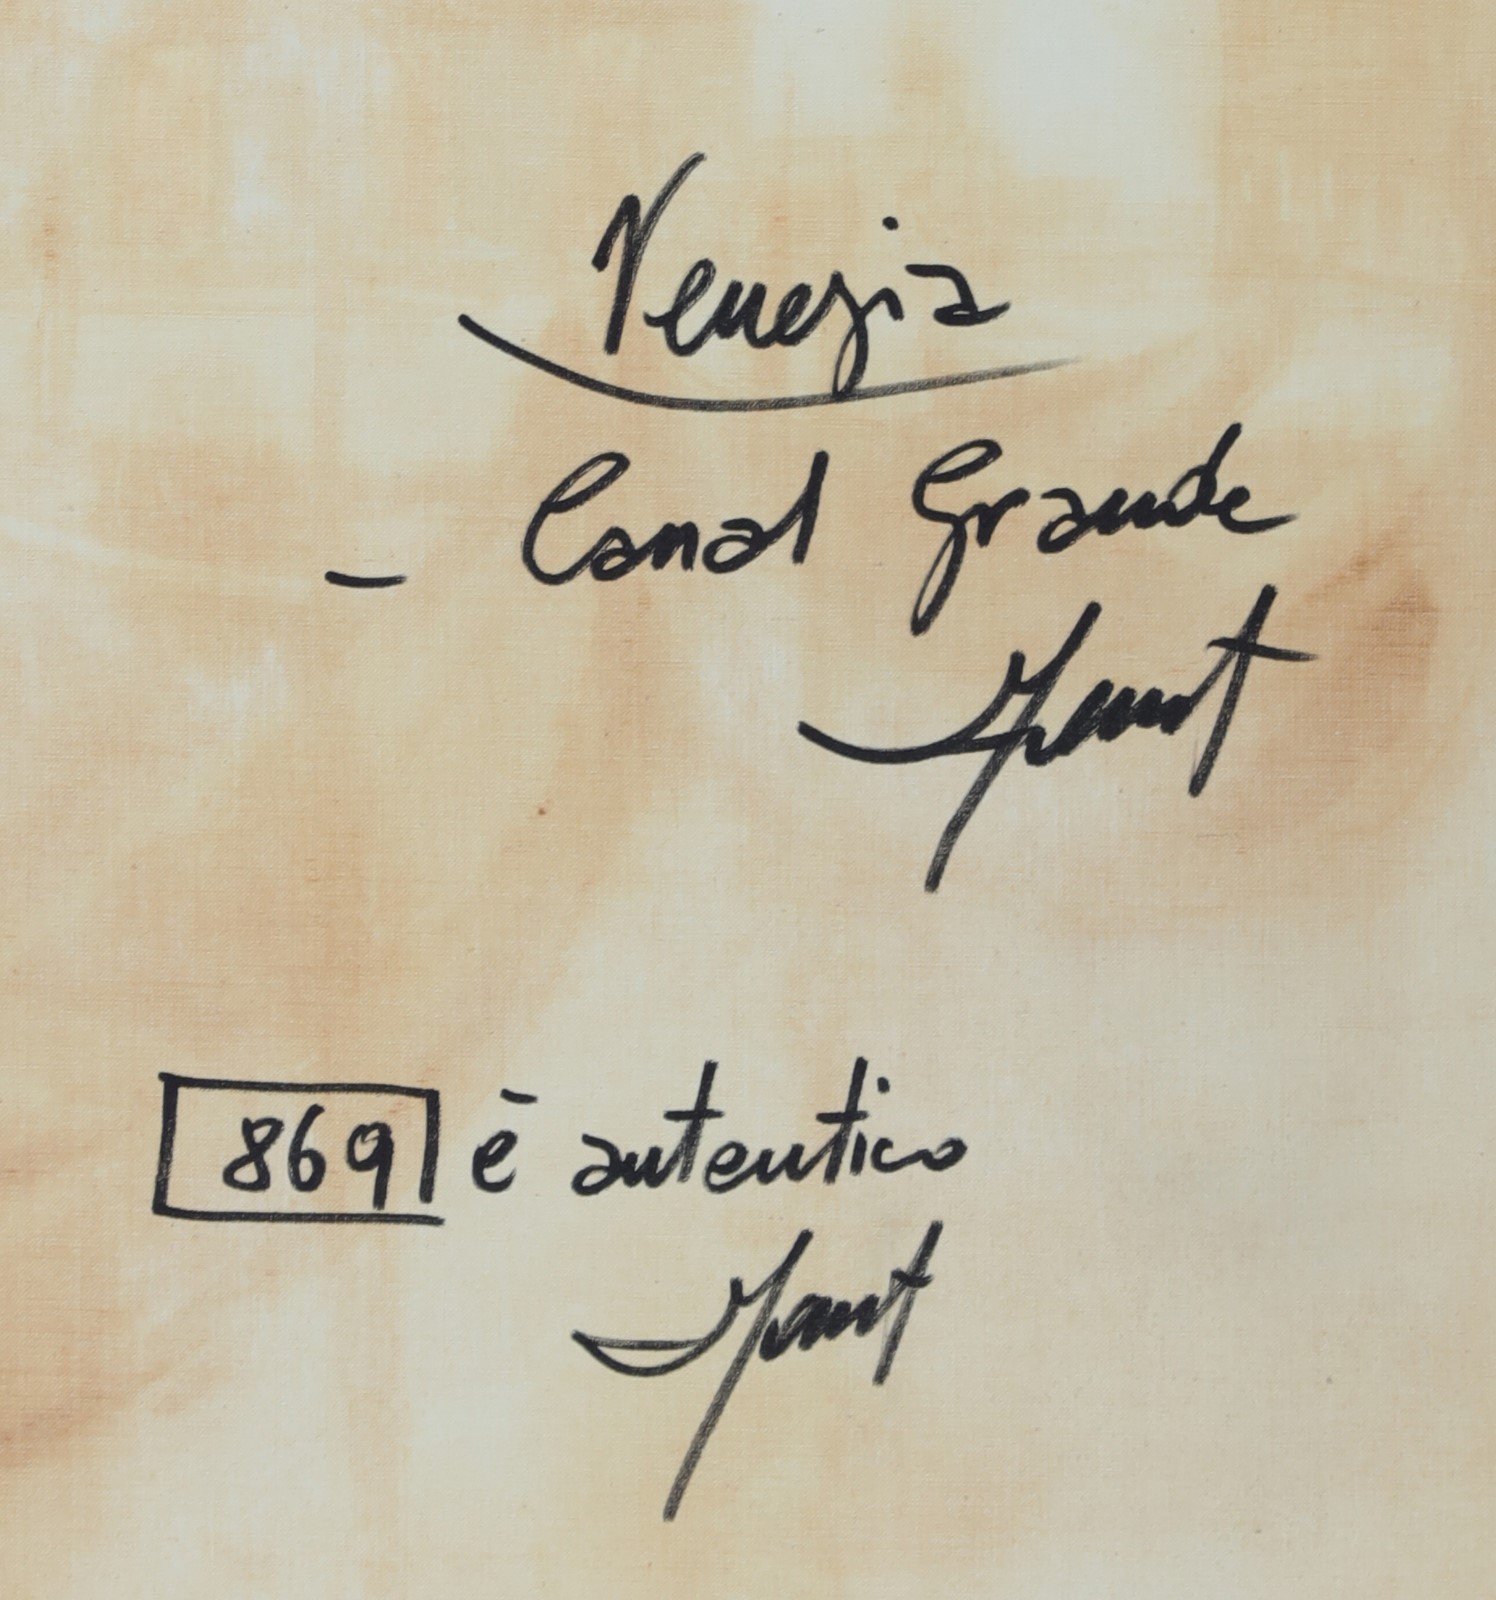 Venezia
- Canal Grande
869 è autentico